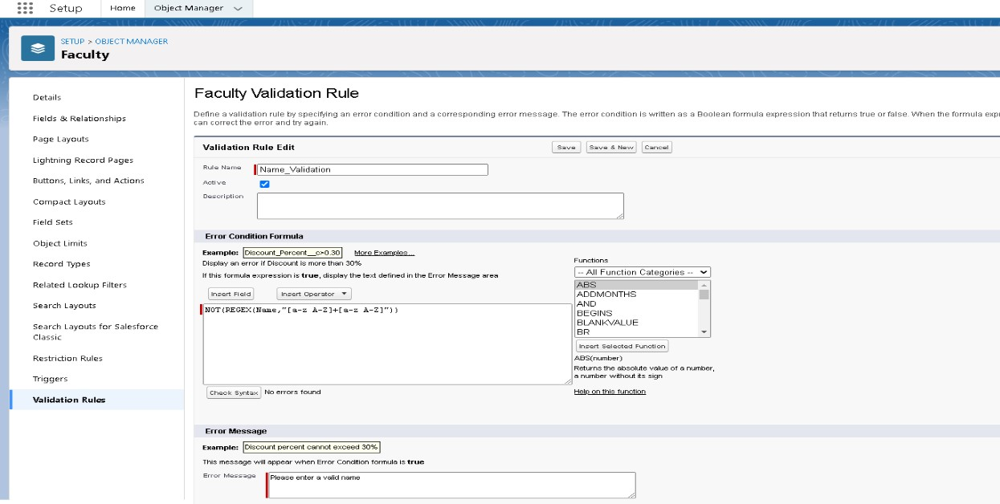 Setup
Home
Object Manager
SETUP > OBJECT MANAGER
Faculty
Details
Fields & Relationships
Page Layouts
Lightning Record Pages
Buttons, Links, and Actions
Compact Layouts
Field Sets
Object Limits
Record Types
Related Lookup Filters
Search Layouts
Search Layouts for Salesforce
Classic
Restriction Rules
Triggers
Validation Rules
Faculty Validation Rule
Define a validation rule by specifying an error condition and a corresponding error message. The error condition is written as a Boolean formula expression that returns true or false. When the formula expr
can correct the error and try again.
Validation Rule Edit
Save
Save & New
Cancel
Rule Name
Name_Validation
Active
Description
Error Condition Formula
Example: Discount_Percent__c>0.30 More Examples...
Display an error if Discount is more than 30%
If this formula expression is true, display the text defined in the Error Message area
Insert Field
Insert Operator
NOT(REGEX(Name,"[a-z A-Z]+[a-z A-Z]"))
Check Syntax No errors found
Functions
-- All Function Categories --
ABS
ADDMONTHS
AND
BEGINS
BLANKVALUE
BR
Insert Selected Function
ABS(number)
Returns the absolute value of a number,
a number without its sign
Help on this function
Error Message
Example: Discount percent cannot exceed 30%
This message will appear when Error Condition formula is true
Error Message
Please enter a valid name